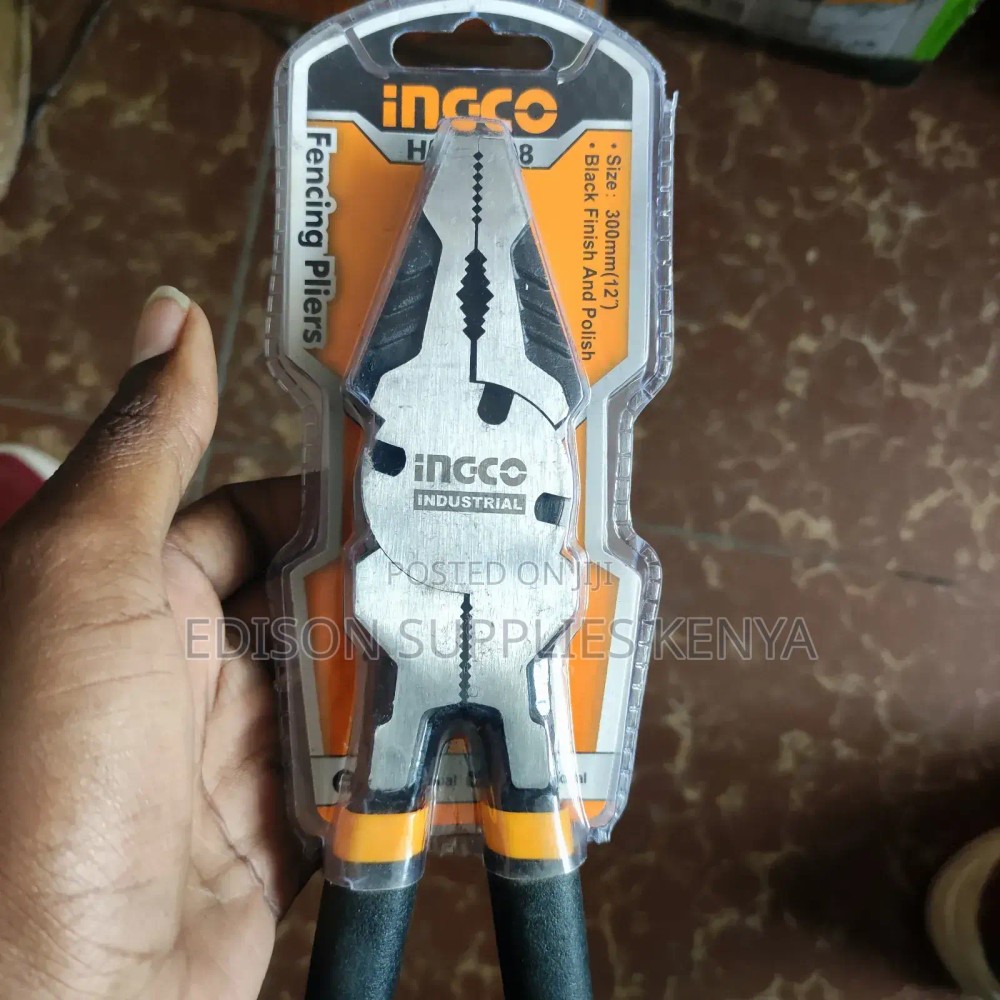 INGCO
Fencing Pliers
• Size: 300mm(12")
• Black Finish And Polish
INGCO
INDUSTRIAL
POSTED ON JIJI
EDISON SUPPLIES KENYA